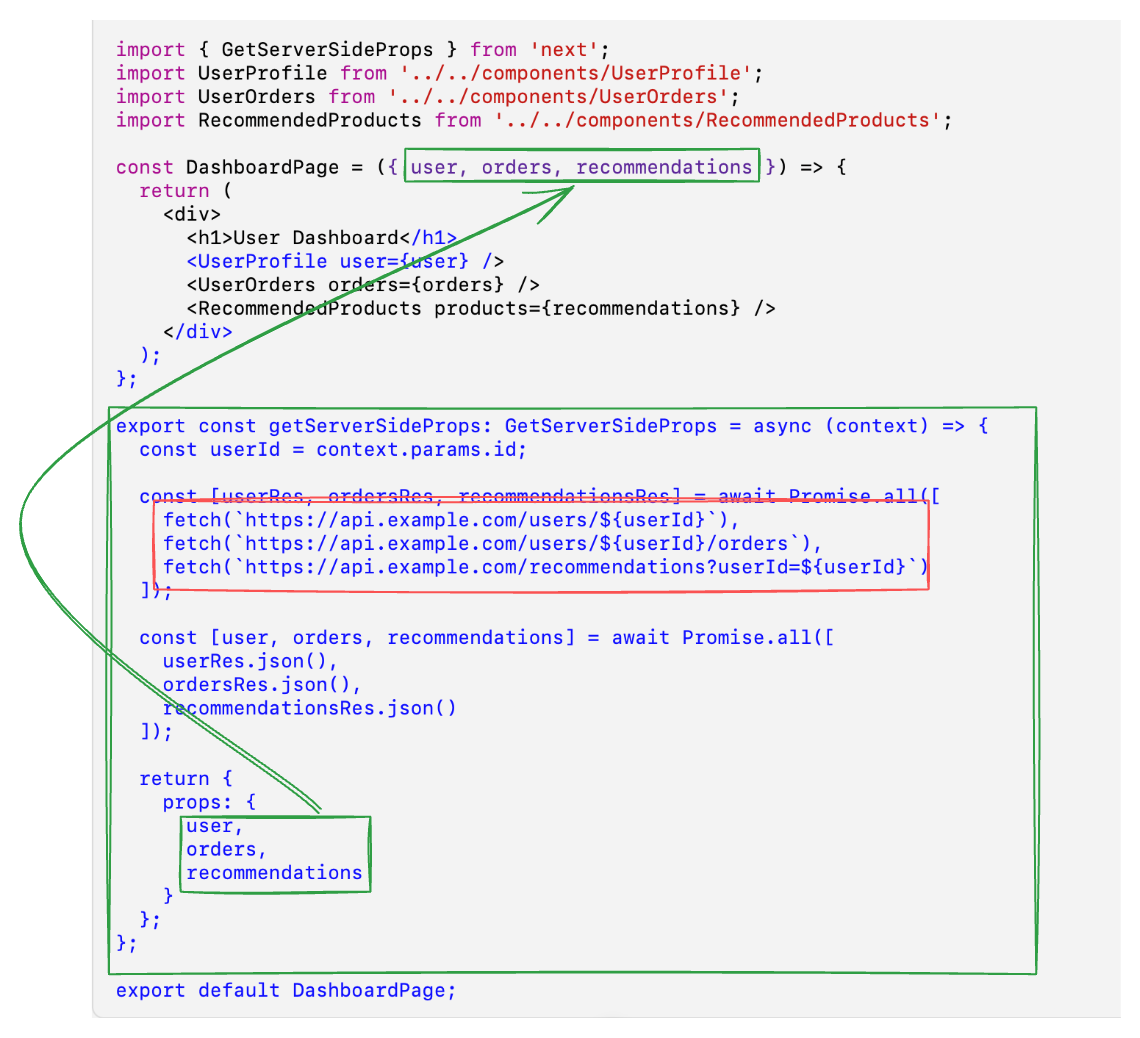 import { GetServerSideProps } from 'next';
import UserProfile from '../../components/UserProfile';
import UserOrders from '../../components/UserOrders';
import RecommendedProducts from '../../components/RecommendedProducts';
const DashboardPage = ({ user, orders, recommendations }) => {
  return (
    <div>
      <h1>User Dashboard</h1>
      <UserProfile user={user} />
      <UserOrders orders={orders} />
      <RecommendedProducts products={recommendations} />
    </div>
  );
};
export const getServerSideProps: GetServerSideProps = async (context) => {
  const userId = context.params.id;
  const [userRes, ordersRes, recommendationsRes] = await Promise.all([
    fetch(`https://api.example.com/users/${userId}`),
    fetch(`https://api.example.com/users/${userId}/orders`),
    fetch(`https://api.example.com/recommendations?userId=${userId}`)
  ]);
  const [user, orders, recommendations] = await Promise.all([
    userRes.json(),
    ordersRes.json(),
    recommendationsRes.json()
  ]);
  return {
    props: {
      user,
      orders,
      recommendations
    }
  };
};
export default DashboardPage;